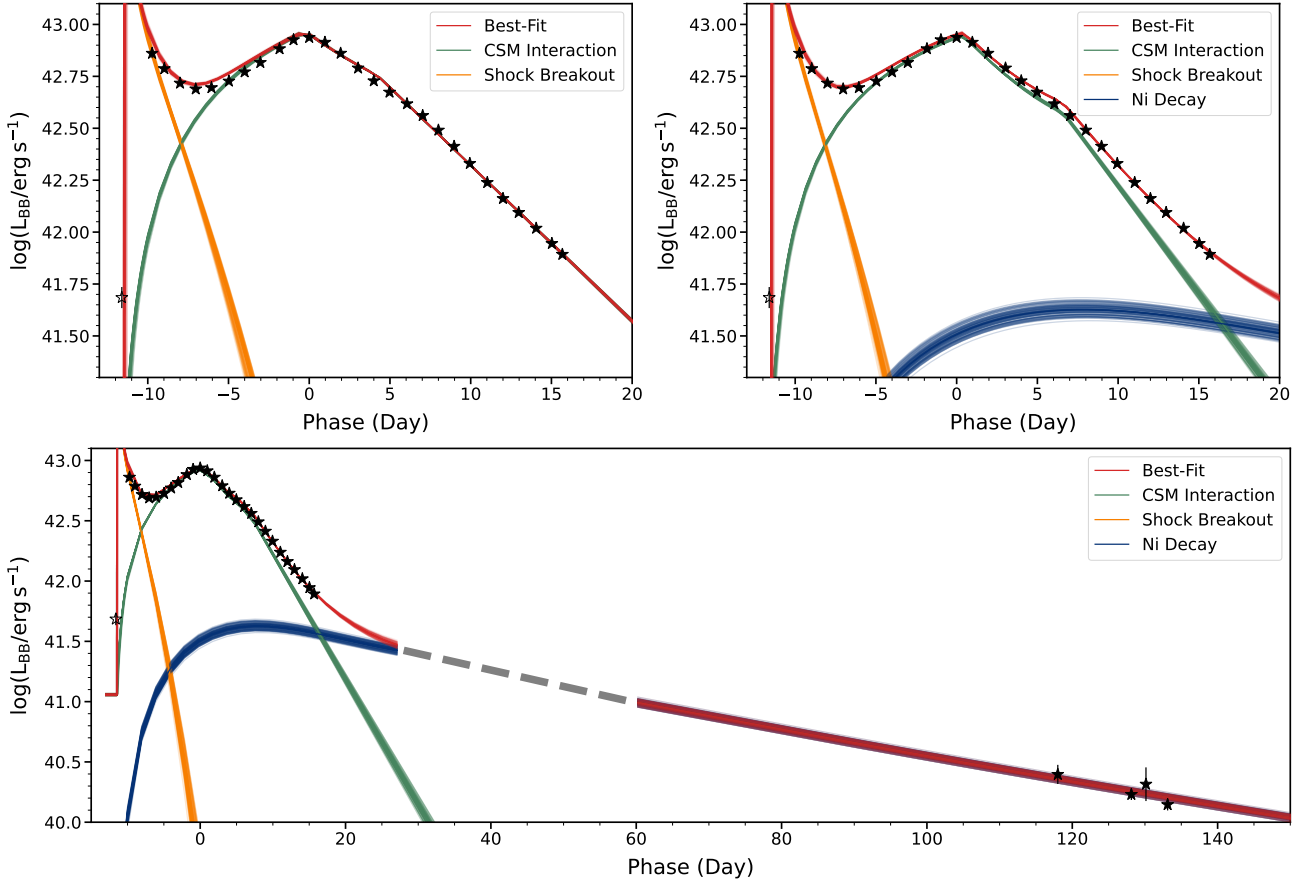 43.00
42.75
42.50
42.25
42.00
41.75
41.50
log(L_BB/erg s⁻¹)
−10 −5 0 5 10 15 20
Phase (Day)
Best-Fit
CSM Interaction
Shock Breakout
43.00
42.75
42.50
42.25
42.00
41.75
41.50
log(L_BB/erg s⁻¹)
−10 −5 0 5 10 15 20
Phase (Day)
Best-Fit
CSM Interaction
Shock Breakout
Ni Decay
43.0
42.5
42.0
41.5
41.0
40.5
40.0
log(L_BB/erg s⁻¹)
0 20 40 60 80 100 120 140
Phase (Day)
Best-Fit
CSM Interaction
Shock Breakout
Ni Decay